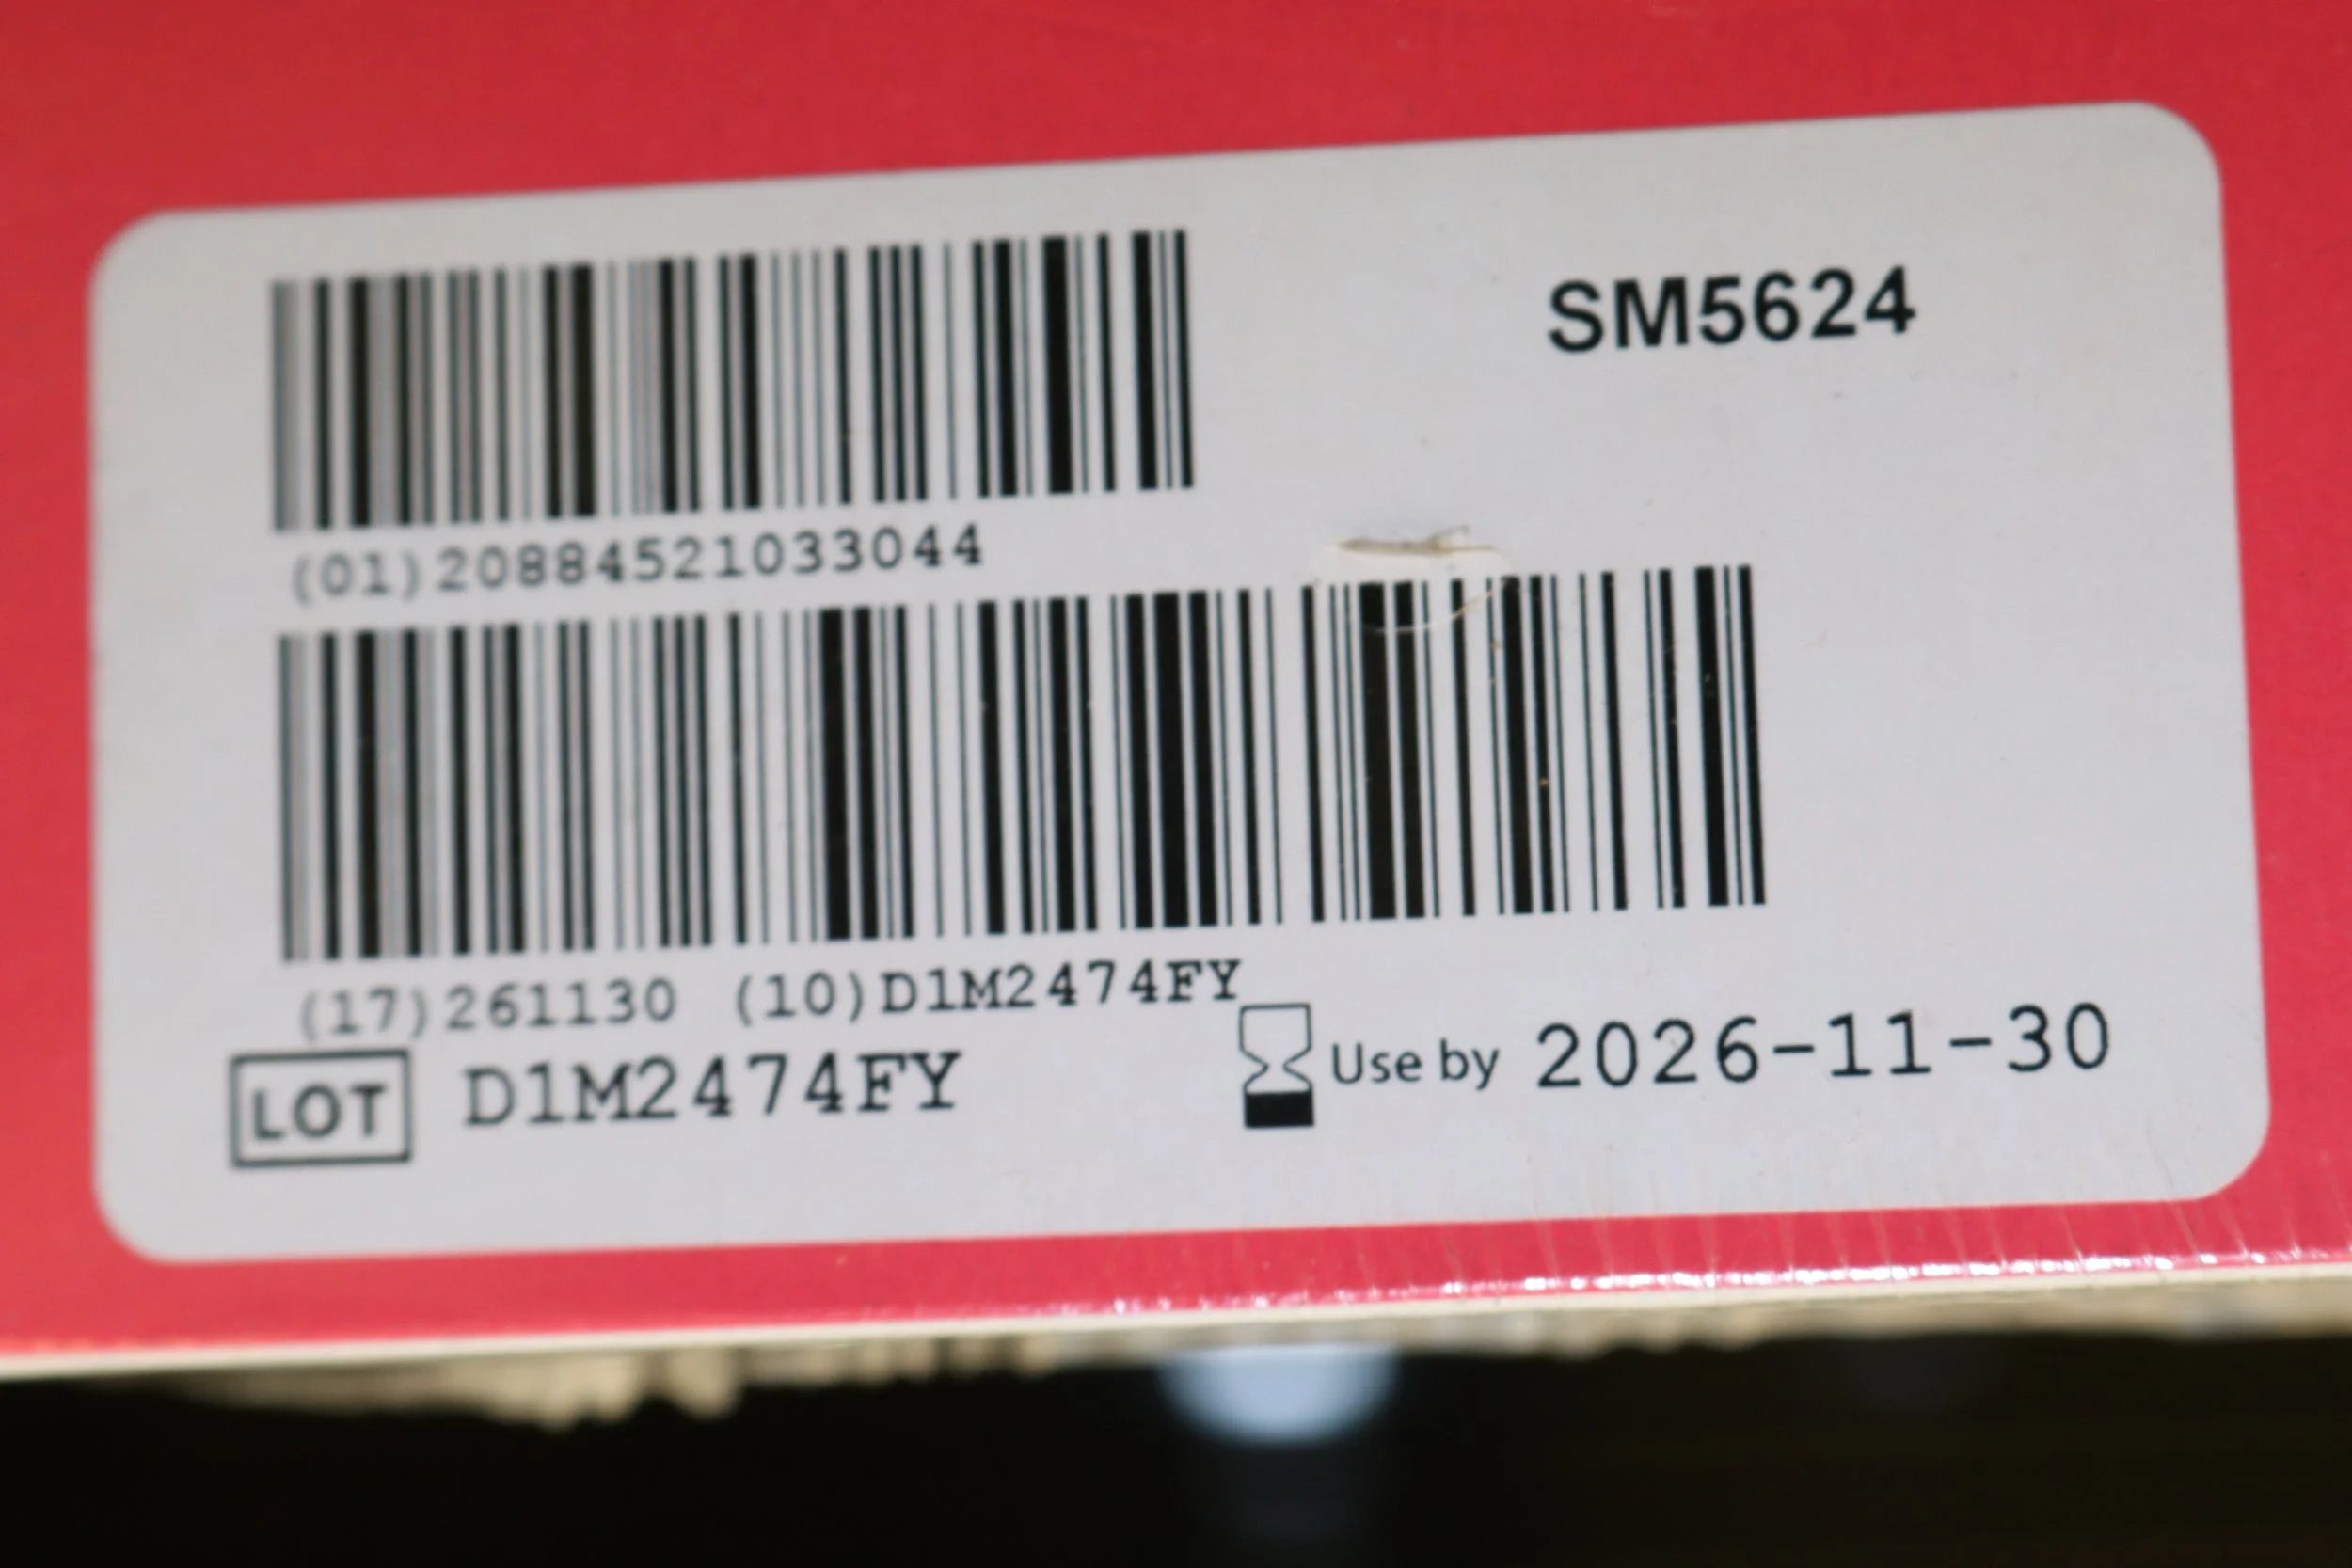 SM5624
(01)20884521033044
(17)261130 (10)D1M2474FY
LOT D1M2474FY
Use by 2026-11-30